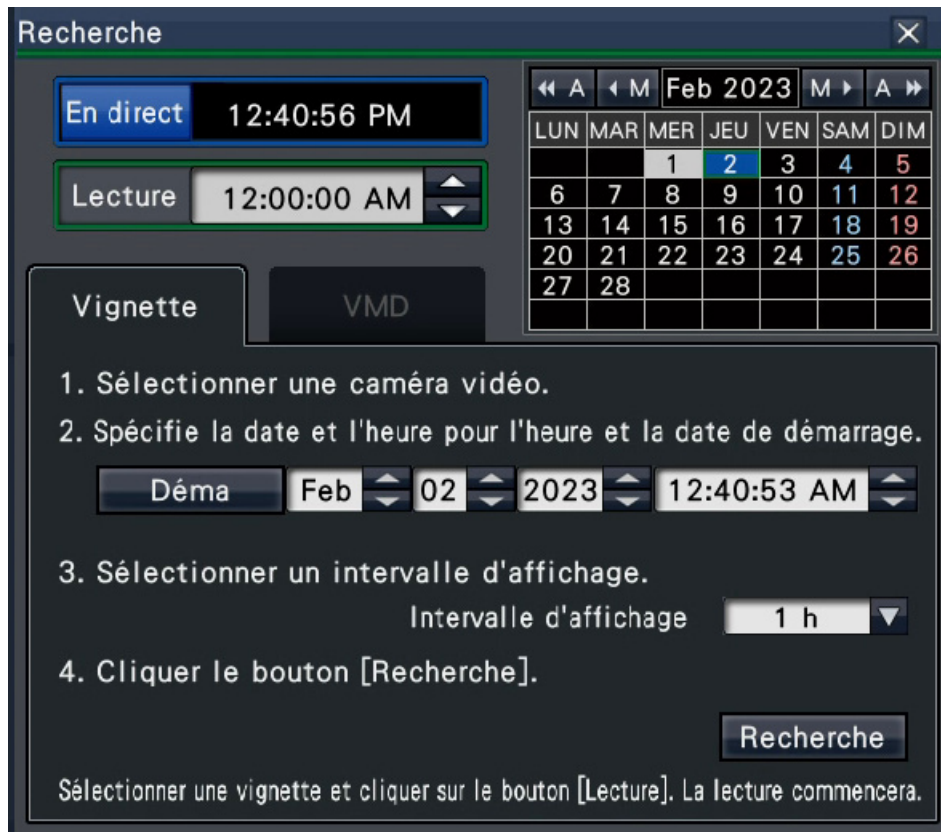 Recherche
En direct 12:40:56 PM
Lecture 12:00:00 AM
A M Feb 2023 M A
LUN MAR MER JEU VEN SAM DIM
1 2 3 4 5
6 7 8 9 10 11 12
13 14 15 16 17 18 19
20 21 22 23 24 25 26
27 28
Vignette VMD
1. Sélectionner une caméra vidéo.
2. Spécifie la date et l'heure pour l'heure et la date de démarrage.
Déma Feb 02 2023 12:40:53 AM
3. Sélectionner un intervalle d'affichage.
Intervalle d'affichage 1 h
4. Cliquer le bouton [Recherche].
Recherche
Sélectionner une vignette et cliquer sur le bouton [Lecture]. La lecture commencera.